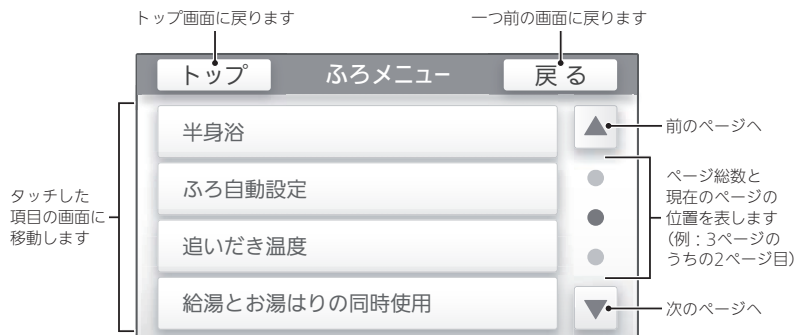 トップ画面に戻ります
一つ前の画面に戻ります
トップ
ふろメニュー
戻る
半身浴
ふろ自動設定
追いだき温度
給湯とお湯はりの同時使用
タッチした
項目の画面に
移動します
前のページへ
ページ総数と
現在のページの
位置を表します
(例：3ページの
うちの2ページ目)
次のページへ